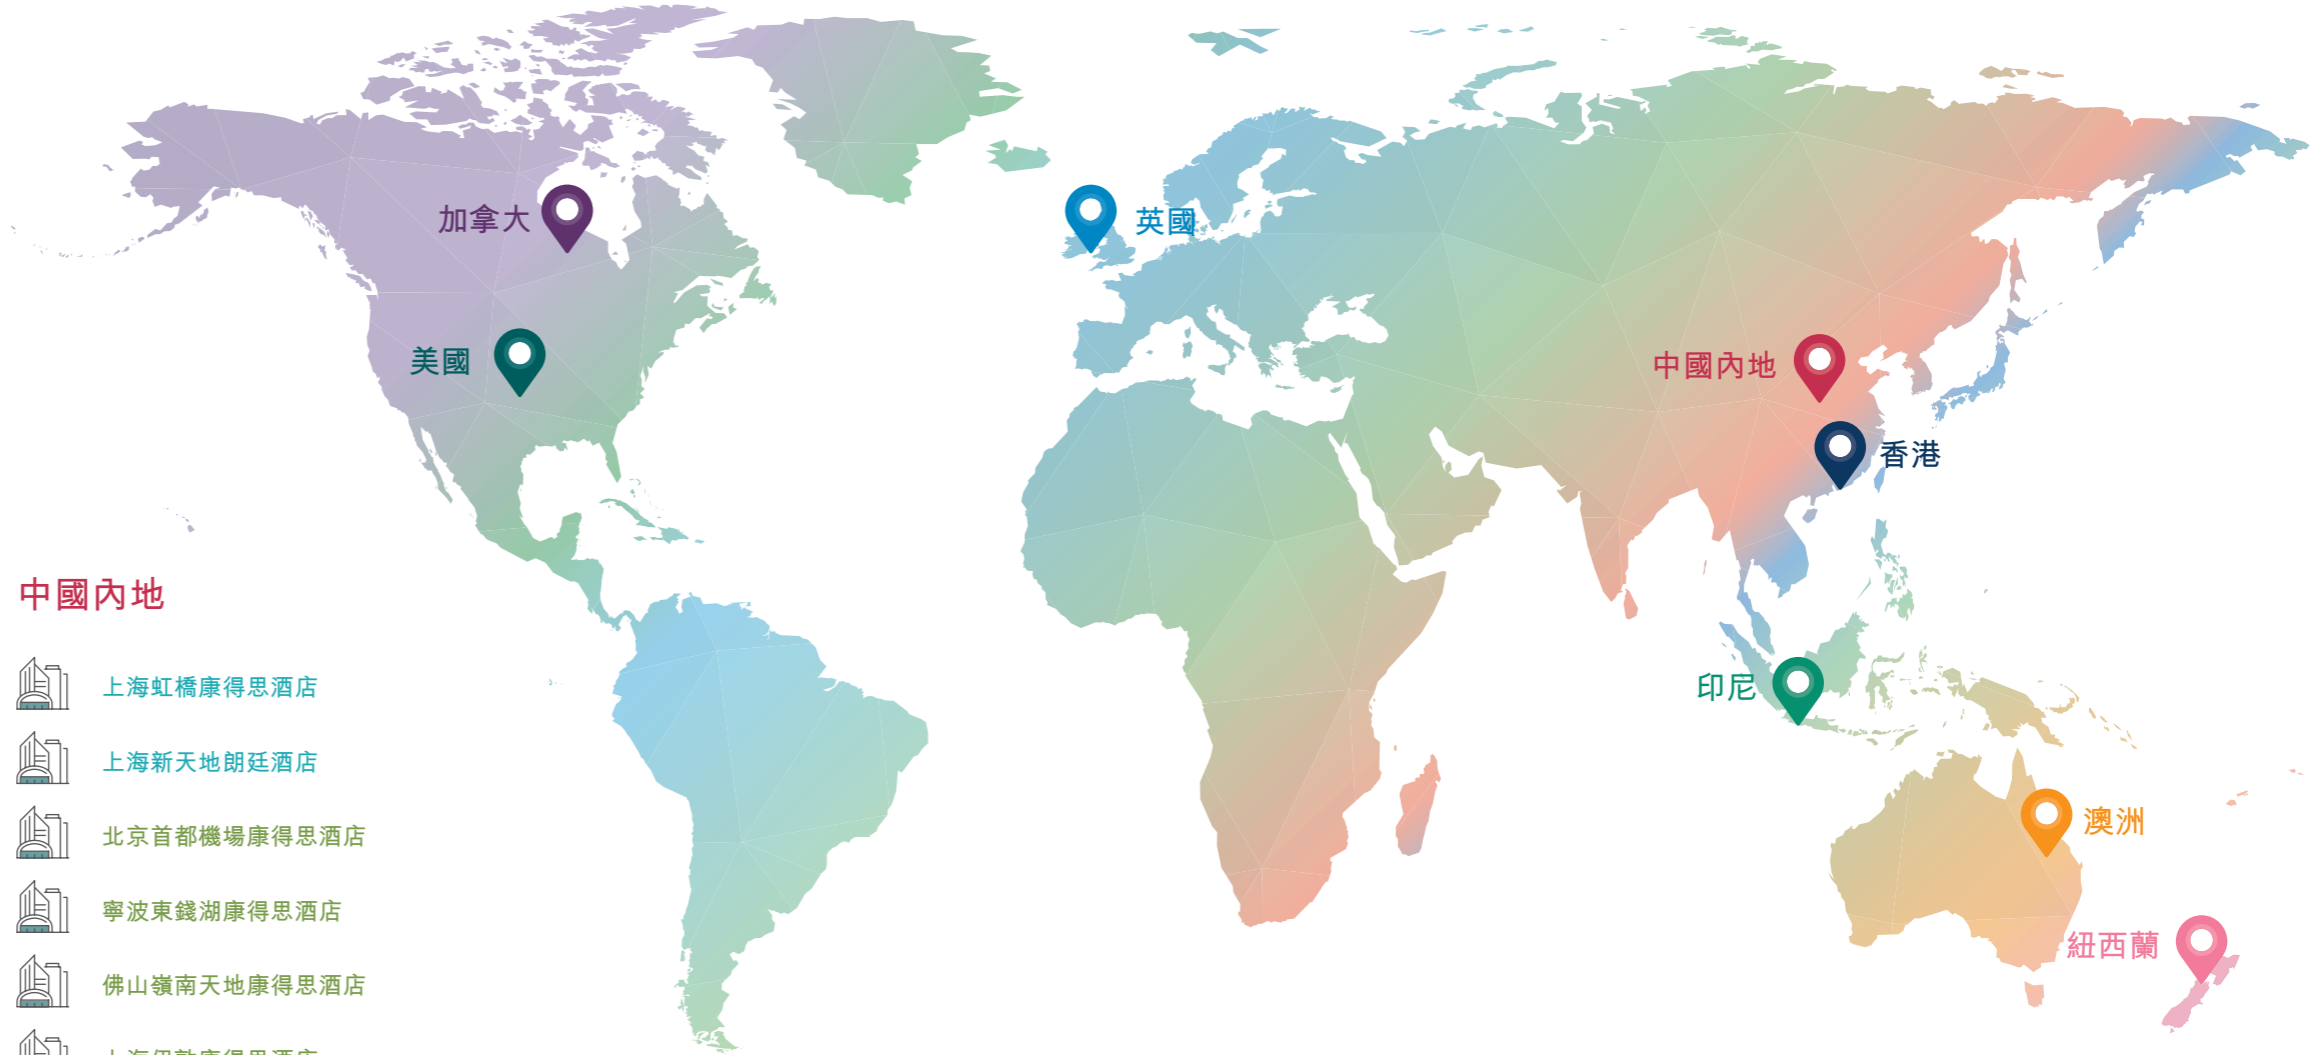 加拿大
英國
美國
中國內地
香港
中國內地
印尼
上海虹橋康得思酒店
上海新天地朗廷酒店
澳洲
北京首都機場康得思酒店
寧波東錢湖康得思酒店
紐西蘭
佛山嶺南天地康得思酒店